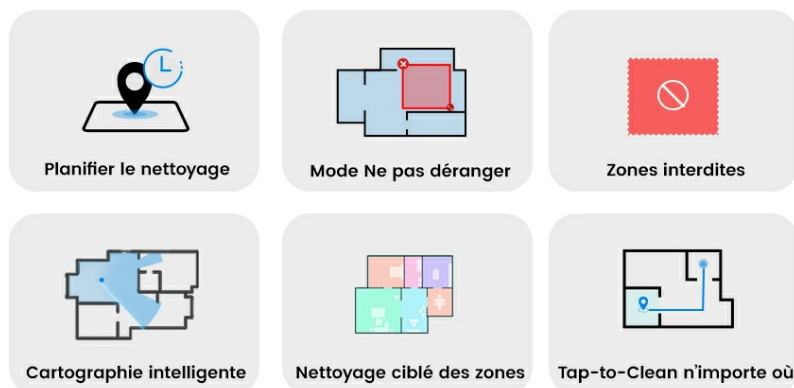 Planifier le nettoyage
Mode Ne pas déranger
Zones interdites
Cartographie intelligente
Nettoyage ciblé des zones
Tap-to-Clean n'importe où